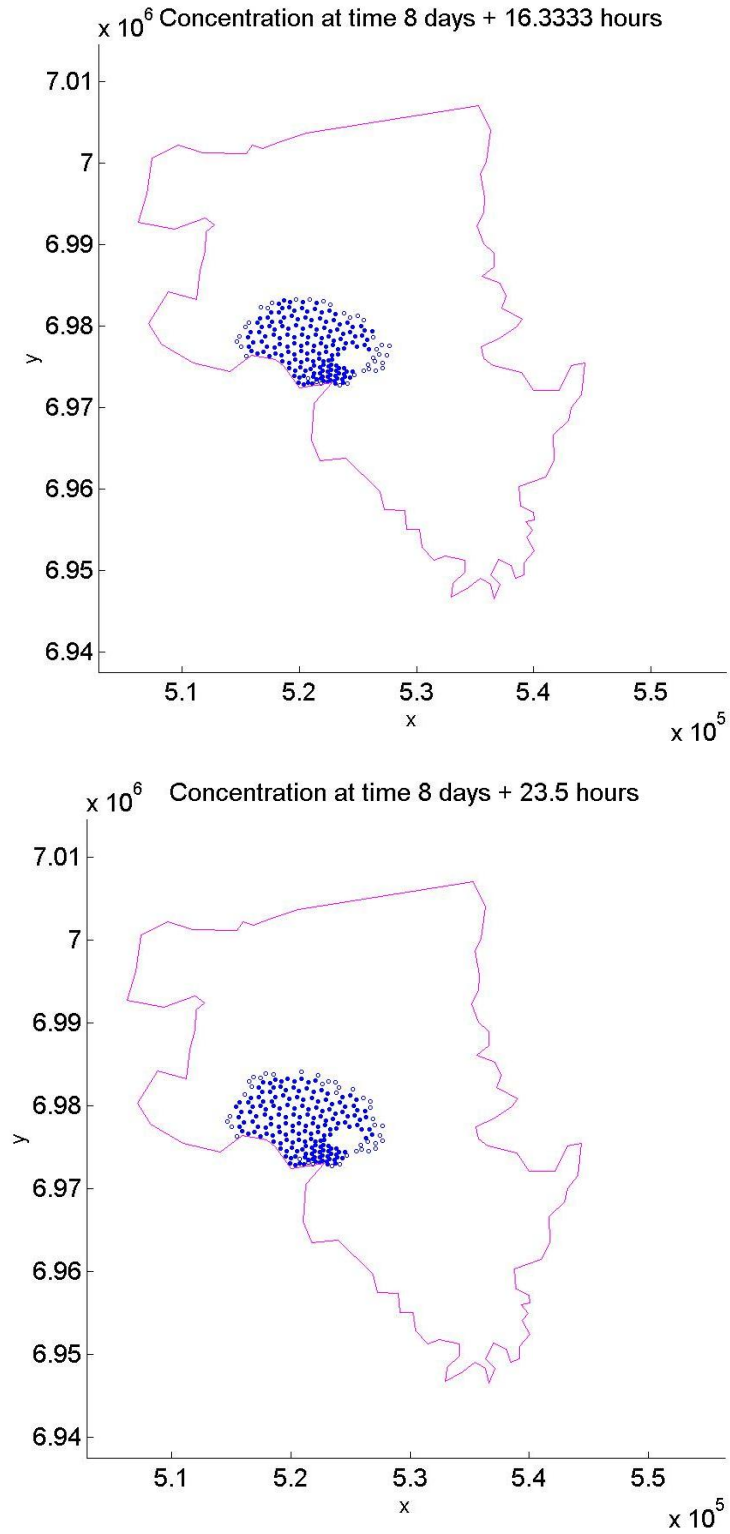 x 10^6 Concentration at time 8 days + 16.3333 hours
7.01
7
6.99
6.98
y
6.97
6.96
6.95
6.94
5.1 5.2 5.3 5.4 5.5
x
x 10^5
x 10^6 Concentration at time 8 days + 23.5 hours
7.01
7
6.99
6.98
y
6.97
6.96
6.95
6.94
5.1 5.2 5.3 5.4 5.5
x
x 10^5